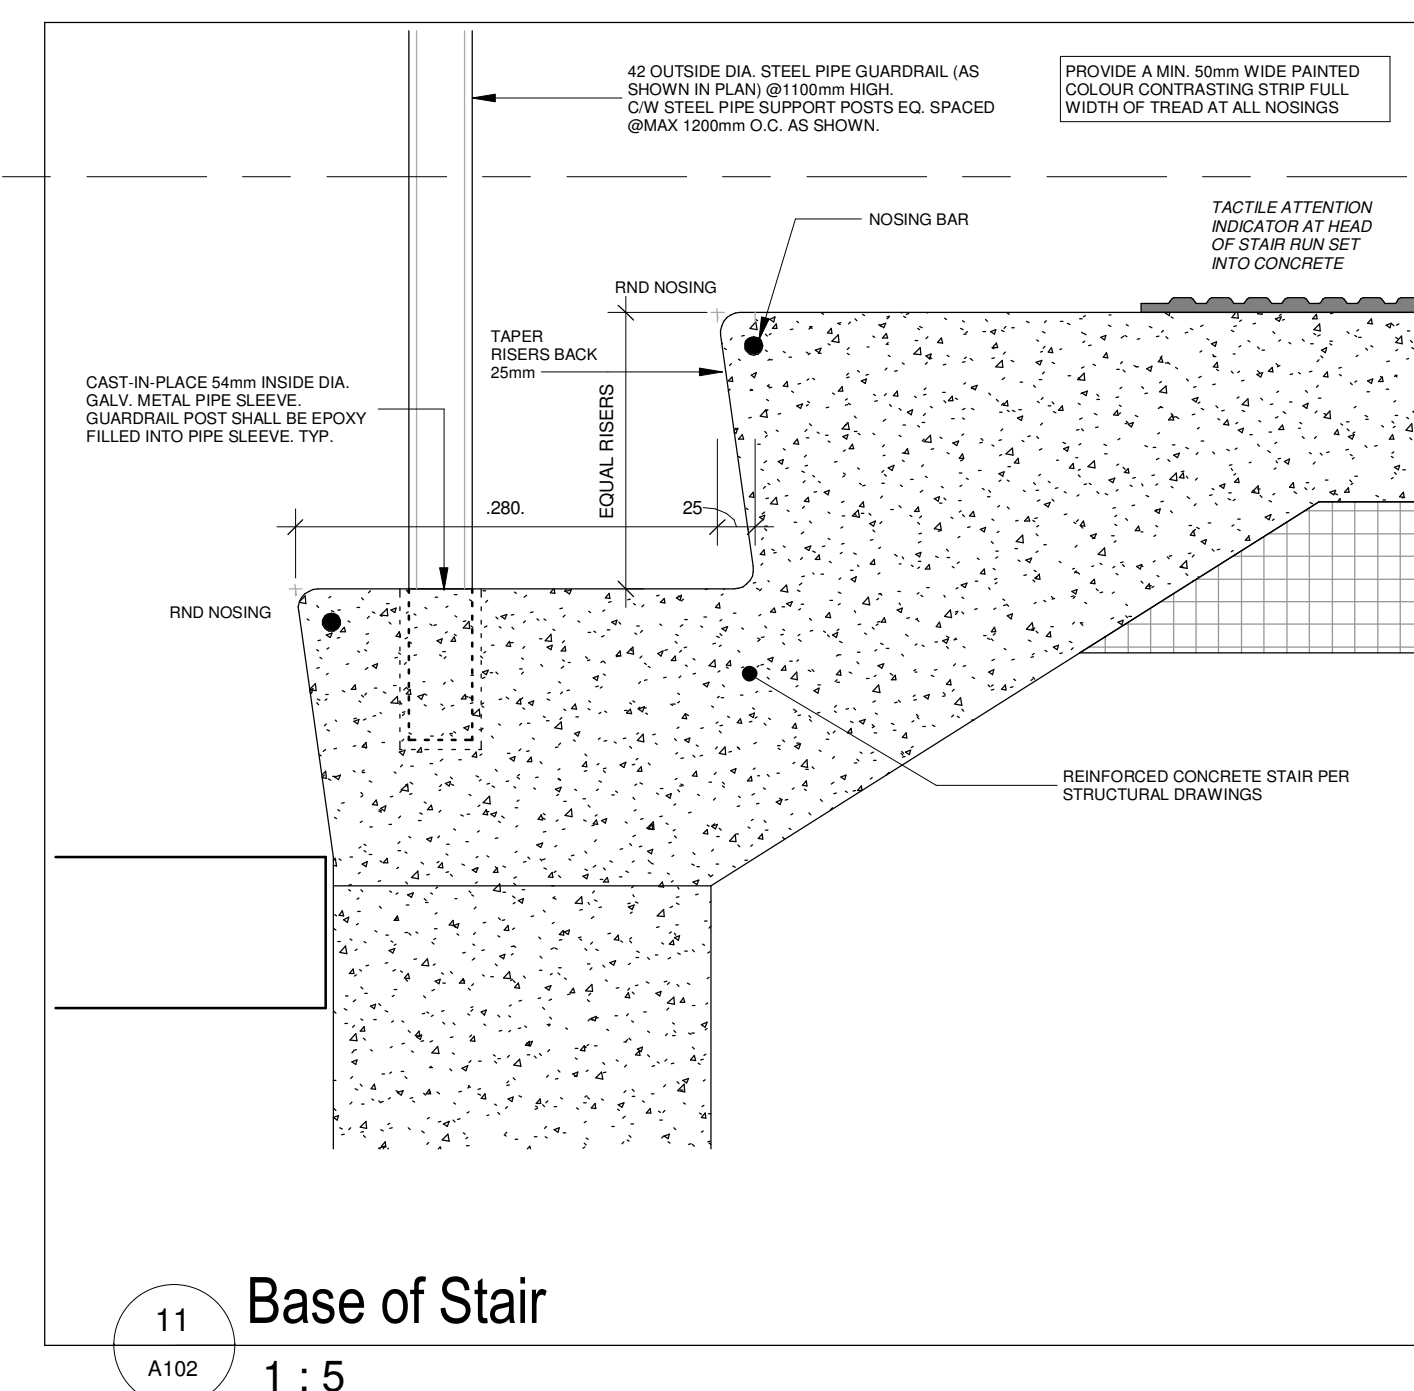 42 OUTSIDE DIA. STEEL PIPE GUARDRAIL (AS
SHOWN IN PLAN) @1100mm HIGH.
C/W STEEL PIPE SUPPORT POSTS EQ. SPACED
@MAX 1200mm O.C. AS SHOWN.
PROVIDE A MIN. 50mm WIDE PAINTED
COLOUR CONTRASTING STRIP FULL
WIDTH OF TREAD AT ALL NOSINGS
TACTILE ATTENTION
INDICATOR AT HEAD
OF STAIR RUN SET
INTO CONCRETE
NOSING BAR
RND NOSING
TAPER
RISERS BACK
25mm
CAST-IN-PLACE 54mm INSIDE DIA.
GALV. METAL PIPE SLEEVE.
GUARDRAIL POST SHALL BE EPOXY
FILLED INTO PIPE SLEEVE. TYP.
EQUAL RISERS
.280.
25
RND NOSING
REINFORCED CONCRETE STAIR PER
STRUCTURAL DRAWINGS
11
A102
Base of Stair
1 : 5